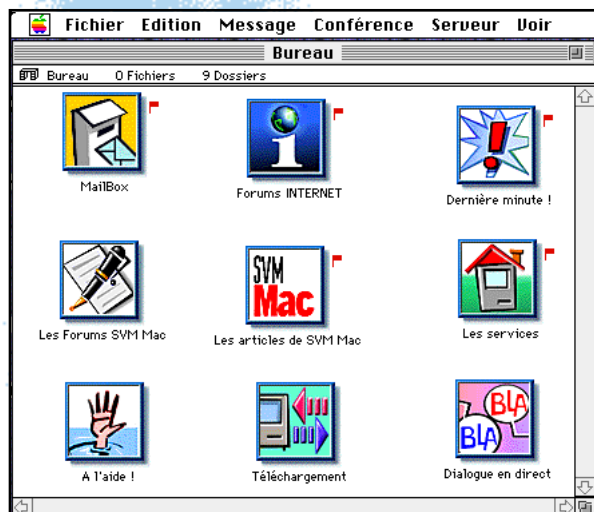 Fichier Edition Message Conférence Serveur Voir
Bureau
Bureau 0 Fichiers 9 Dossiers
MailBox
Forums INTERNET
Dernière minute !
Les Forums SVM Mac
SVM
Mac
Les articles de SVM Mac
Les services
A l'aide !
Téléchargement
BLA
BLA
Dialogue en direct